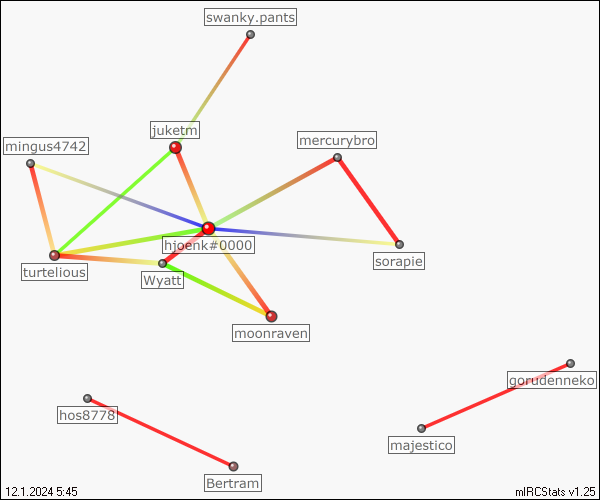 swanky.pants
juketm
mercurybro
mingus4742
hjoenk#0000
sorapie
turtelious
Wyatt
moonraven
gorudenneko
hos8778
majestico
Bertram
12.1.2024 5:45
mIRCStats v1.25